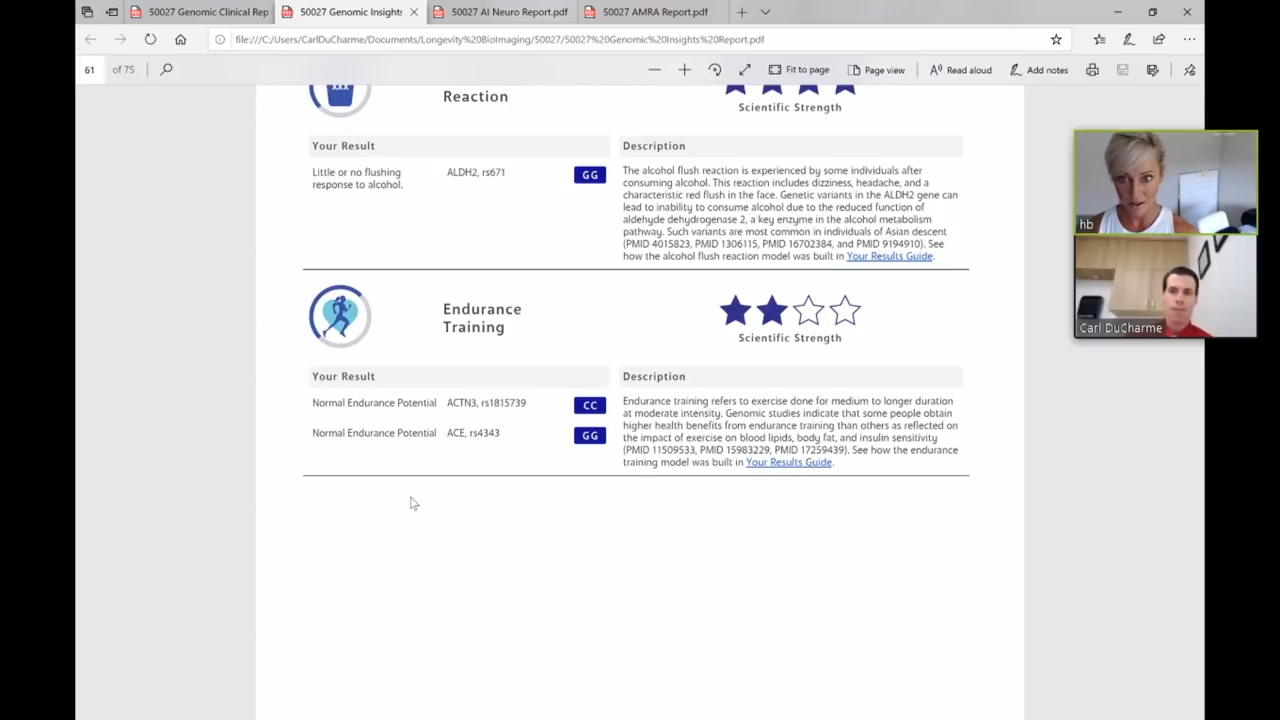 50027 Genomic Clinical Rep
50027 Genomic Insights
50027 AI Neuro Report.pdf
50027 AMRA Report.pdf
file:///C:/Users/CarlDuCharme/Documents/Longevity%20BioImaging/50027/50027%20Genomic%20Insights%20Report.pdf
61 of 75
Fit to page
Page view
Read aloud
Add notes
XXX
Reaction
Scientific Strength
Your Result
Description
Little or no flushing
response to alcohol.
ALDH2, rs671
GG
The alcohol flush reaction is experienced by some individuals after
consuming alcohol. This reaction includes dizziness, headache, and a
characteristic red flush in the face. Genetic variants in the ALDH2 gene can
lead to inability to consume alcohol due to the reduced function of
aldehyde dehydrogenase 2, a key enzyme in the alcohol metabolism
pathway. Such variants are most common in individuals of Asian descent
(PMID 4015823, PMID 1306115, PMID 16702384, and PMID 9194910). See
how the alcohol flush reaction model was built in Your Results Guide.
Endurance
Training
Scientific Strength
Your Result
Description
Normal Endurance Potential ACTN3, rs1815739 CC
Normal Endurance Potential ACE, rs4343 GG
Endurance training refers to exercise done for medium to longer duration
at moderate intensity. Genomic studies indicate that some people obtain
higher health benefits from endurance training than others as reflected on
the impact of exercise on blood lipids, body fat, and insulin sensitivity
(PMID 11509533, PMID 15983229, PMID 17259439). See how the endurance
training model was built in Your Results Guide.
hb
Carl DuCharme